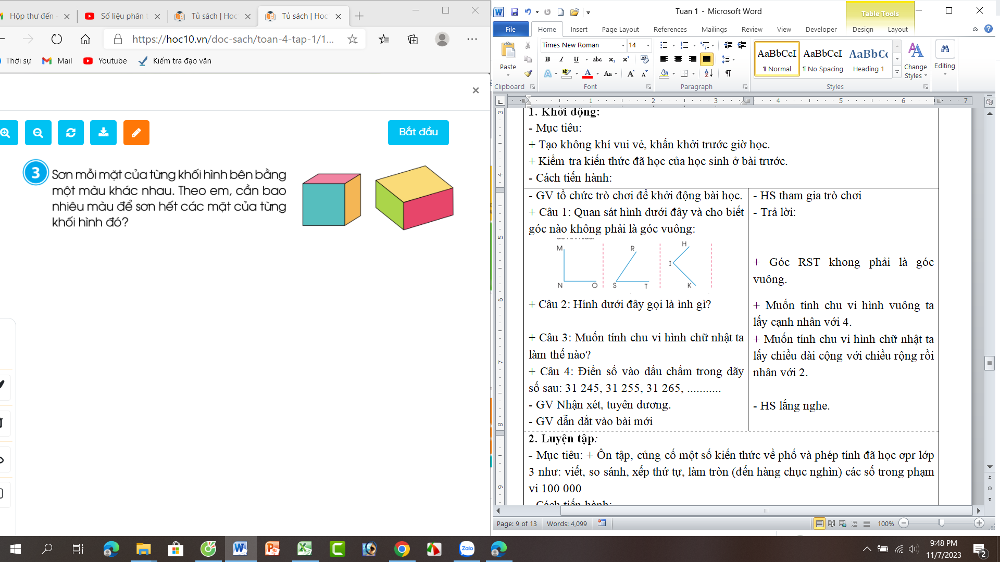 Hộp thư đến
Số liệu phân t
Tủ sách | Hoc
Tủ sách | Hoc
https://hoc10.vn/doc-sach/toan-4-tap-1/1...
Thời sự
Mail
Youtube
Kiểm tra đạo văn
Bắt đầu
3
Sơn mỗi mặt của từng khối hình bên bằng
một màu khác nhau. Theo em, cần bao
nhiêu màu để sơn hết các mặt của từng
khối hình đó?
Tuan 1 - Microsoft Word
Table Tools
File
Home
Insert
Page Layout
References
Mailings
Review
View
Developer
Design
Layout
Paste
Times New Roman
14
AaBbCcI
AaBbCcI
AaBbCc
¶ Normal
¶ No Spacing
Heading 1
Change
Styles
Editing
Clipboard
Font
Paragraph
Styles
1 2 3 4 5 6 7
1. Khởi động:
- Mục tiêu:
+ Tạo không khí vui vẻ, khấn khởi trước giờ học.
+ Kiểm tra kiến thức đã học của học sinh ở bài trước.
- Cách tiến hành:
- GV tổ chức trò chơi để khởi động bài học.
+ Câu 1: Quan sát hình dưới đây và cho biết
góc nào không phải là góc vuông:
M
N
O
R
S
T
H
I
K
+ Câu 2: Hính dưới đây gọi là ình gì?
+ Câu 3: Muốn tính chu vi hình chữ nhật ta
làm thế nào?
+ Câu 4: Điền số vào dấu chấm trong dãy
số sau: 31 245, 31 255, 31 265, ...........
- GV Nhận xét, tuyên dương.
- GV dẫn dắt vào bài mới
- HS tham gia trò chơi
- Trả lời:
+ Góc RST khong phải là góc
vuông.
+ Muốn tính chu vi hình vuông ta
lấy cạnh nhân với 4.
+ Muốn tính chu vi hình chữ nhật ta
lấy chiều dài cộng với chiều rộng rồi
nhân với 2.
- HS lắng nghe.
2. Luyện tập:
- Mục tiêu: + Ôn tập, củng cố một số kiến thức về phố và phép tính đã học ơpr lớp
3 như: viết, so sánh, xếp thứ tự, làm tròn (đến hàng chục nghìn) các số trong phạm
vi 100 000
- Cách tiến hành:
Page: 9 of 13
Words: 4,099
100%
Zalo
9:48 PM
11/7/2023
2